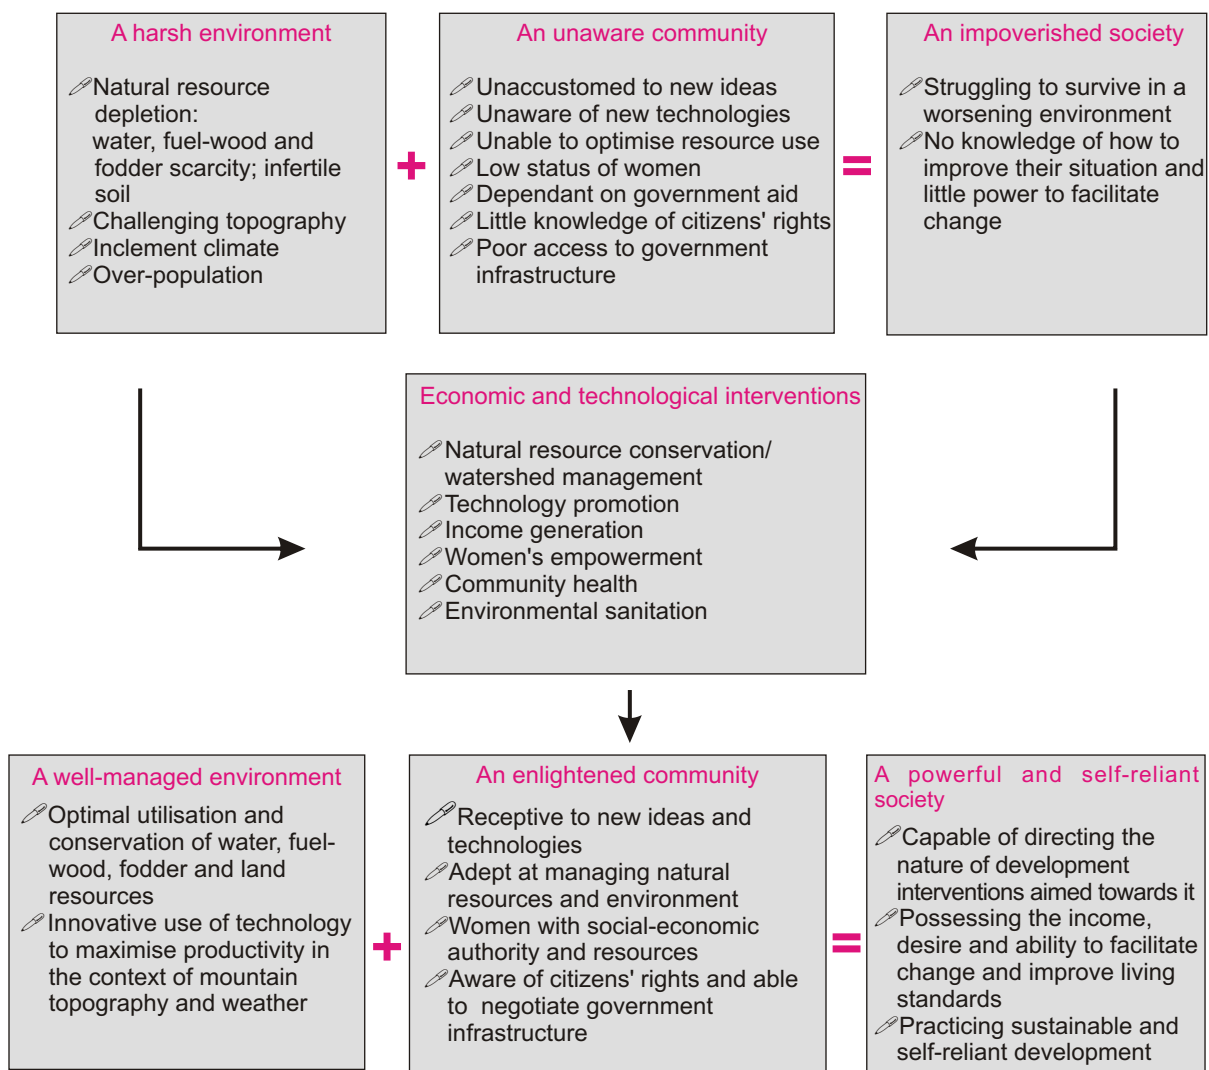 A harsh environment
Natural resource
depletion:
water, fuel-wood and
fodder scarcity; infertile
soil
Challenging topography
Inclement climate
Over-population
+
An unaware community
Unaccustomed to new ideas
Unaware of new technologies
Unable to optimise resource use
Low status of women
Dependant on government aid
Little knowledge of citizens' rights
Poor access to government
infrastructure
=
An impoverished society
Struggling to survive in a
worsening environment
No knowledge of how to
improve their situation and
little power to facilitate
change
Economic and technological interventions
Natural resource conservation/
watershed management
Technology promotion
Income generation
Women's empowerment
Community health
Environmental sanitation
A well-managed environment
Optimal utilisation and
conservation of water, fuel-
wood, fodder and land
resources
Innovative use of technology
to maximise productivity in
the context of mountain
topography and weather
+
An enlightened community
Receptive to new ideas and
technologies
Adept at managing natural
resources and environment
Women with social-economic
authority and resources
Aware of citizens' rights and able
to negotiate government
infrastructure
=
A powerful and self-reliant
society
Capable of directing the
nature of development
interventions aimed towards it
Possessing the income,
desire and ability to facilitate
change and improve living
standards
Practicing sustainable and
self-reliant development